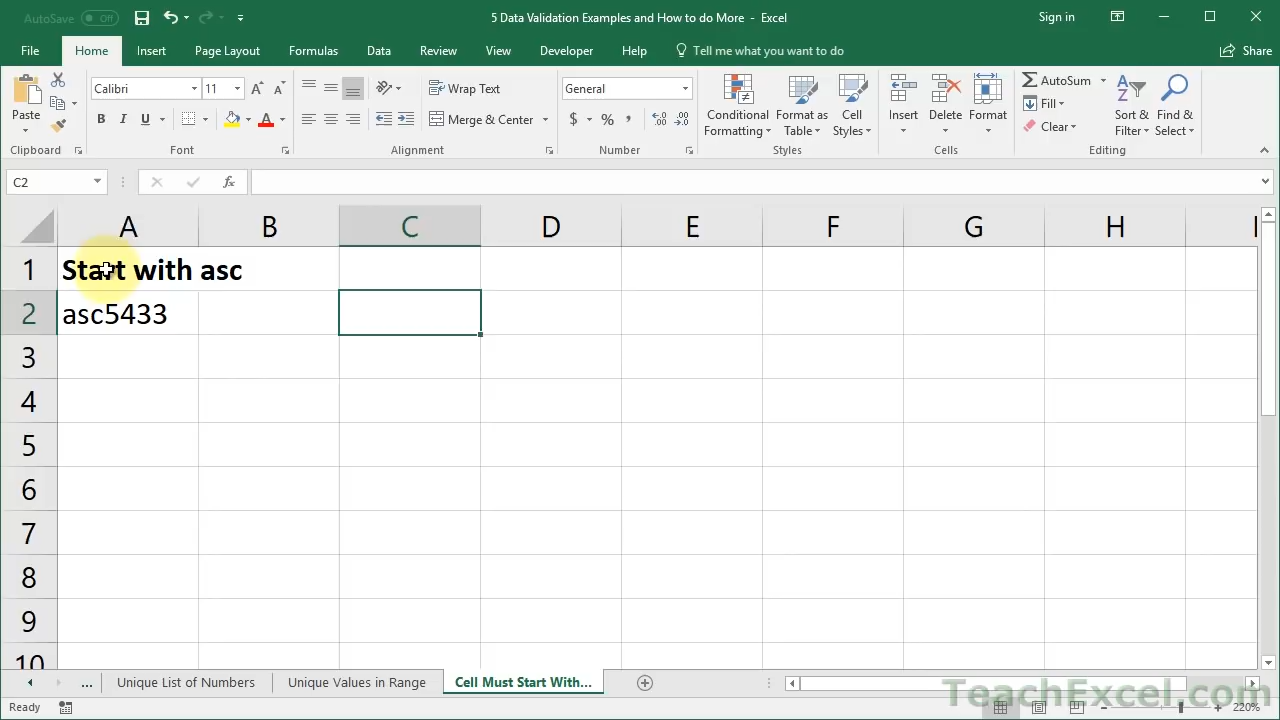 AutoSave Off
5 Data Validation Examples and How to do More - Excel
Sign in
File Home Insert Page Layout Formulas Data Review View Developer Help Tell me what you want to do Share
Paste
Clipboard
Calibri 11
B I U
Font
Wrap Text
Merge & Center
Alignment
General
$ % ,
Number
Conditional Formatting
Format as Table
Cell Styles
Styles
Insert Delete Format
Cells
AutoSum
Fill
Clear
Sort & Filter
Find & Select
Editing
C2 fx
A B C D E F G H I
1 Start with asc
2 asc5433
3
4
5
6
7
8
9
10
... Unique List of Numbers Unique Values in Range Cell Must Start With...
TeachExcel.com
Ready 220%